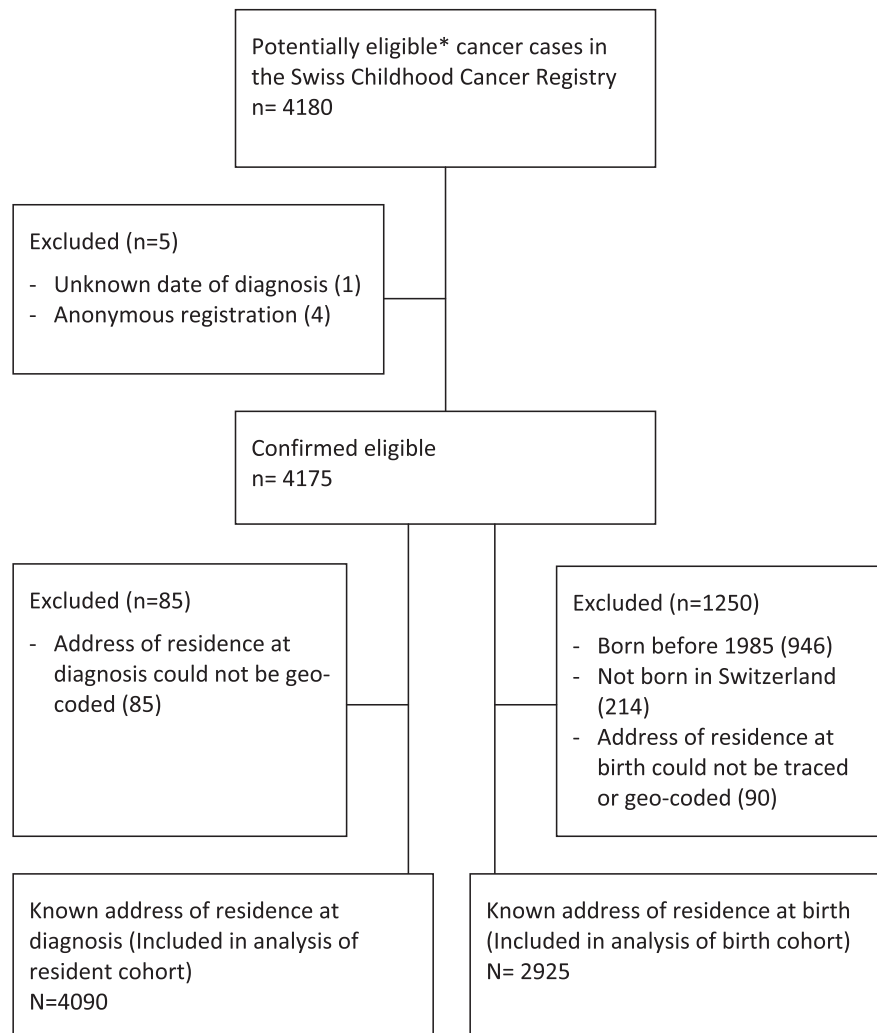 Potentially eligible* cancer cases in
the Swiss Childhood Cancer Registry
n= 4180
Excluded (n=5)
- Unknown date of diagnosis (1)
- Anonymous registration (4)
Confirmed eligible
n= 4175
Excluded (n=85)
- Address of residence at
diagnosis could not be geo-
coded (85)
Excluded (n=1250)
- Born before 1985 (946)
- Not born in Switzerland
(214)
- Address of residence at
birth could not be traced
or geo-coded (90)
Known address of residence at
diagnosis (Included in analysis of
resident cohort)
N=4090
Known address of residence at birth
(Included in analysis of birth cohort)
N= 2925